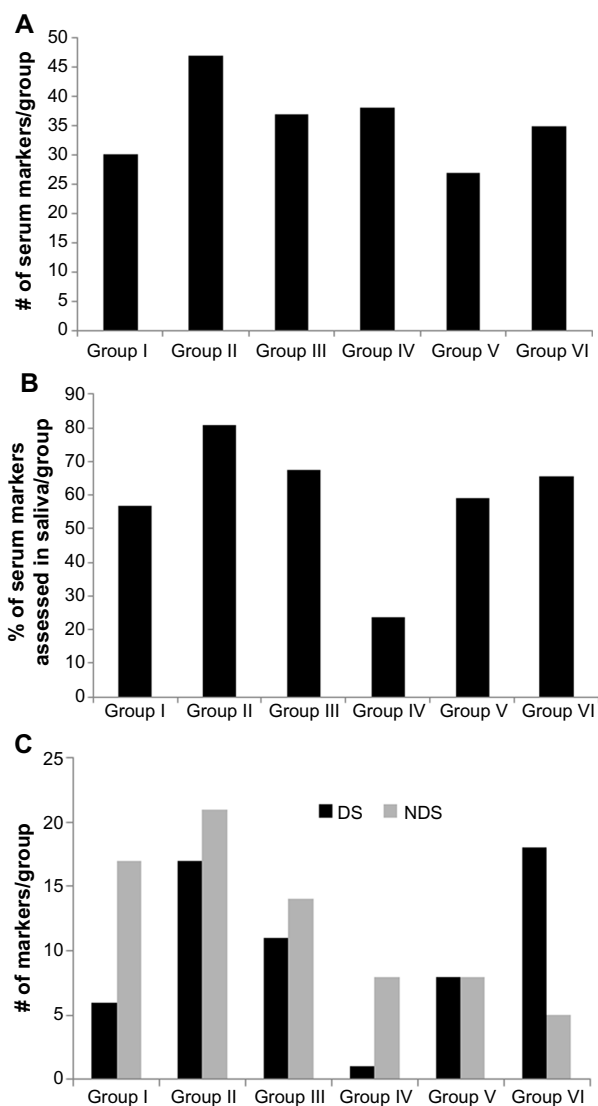 A
# of serum markers/group
50
45
40
35
30
25
20
15
10
5
0
Group I Group II Group III Group IV Group V Group VI
B
% of serum markers
assessed in saliva/group
90
80
70
60
50
40
30
20
10
0
Group I Group II Group III Group IV Group V Group VI
C
# of markers/group
25
20
15
10
5
0
DS NDS
Group I Group II Group III Group IV Group V Group VI